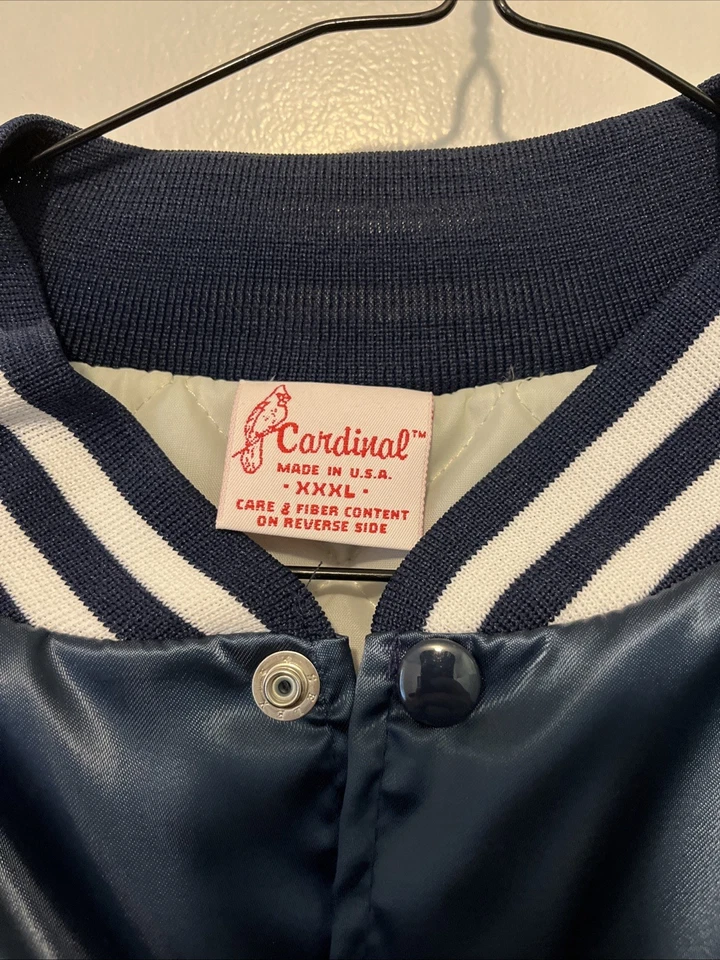 Cardinal™
MADE IN U.S.A.
· XXXL ·
CARE & FIBER CONTENT
ON REVERSE SIDE